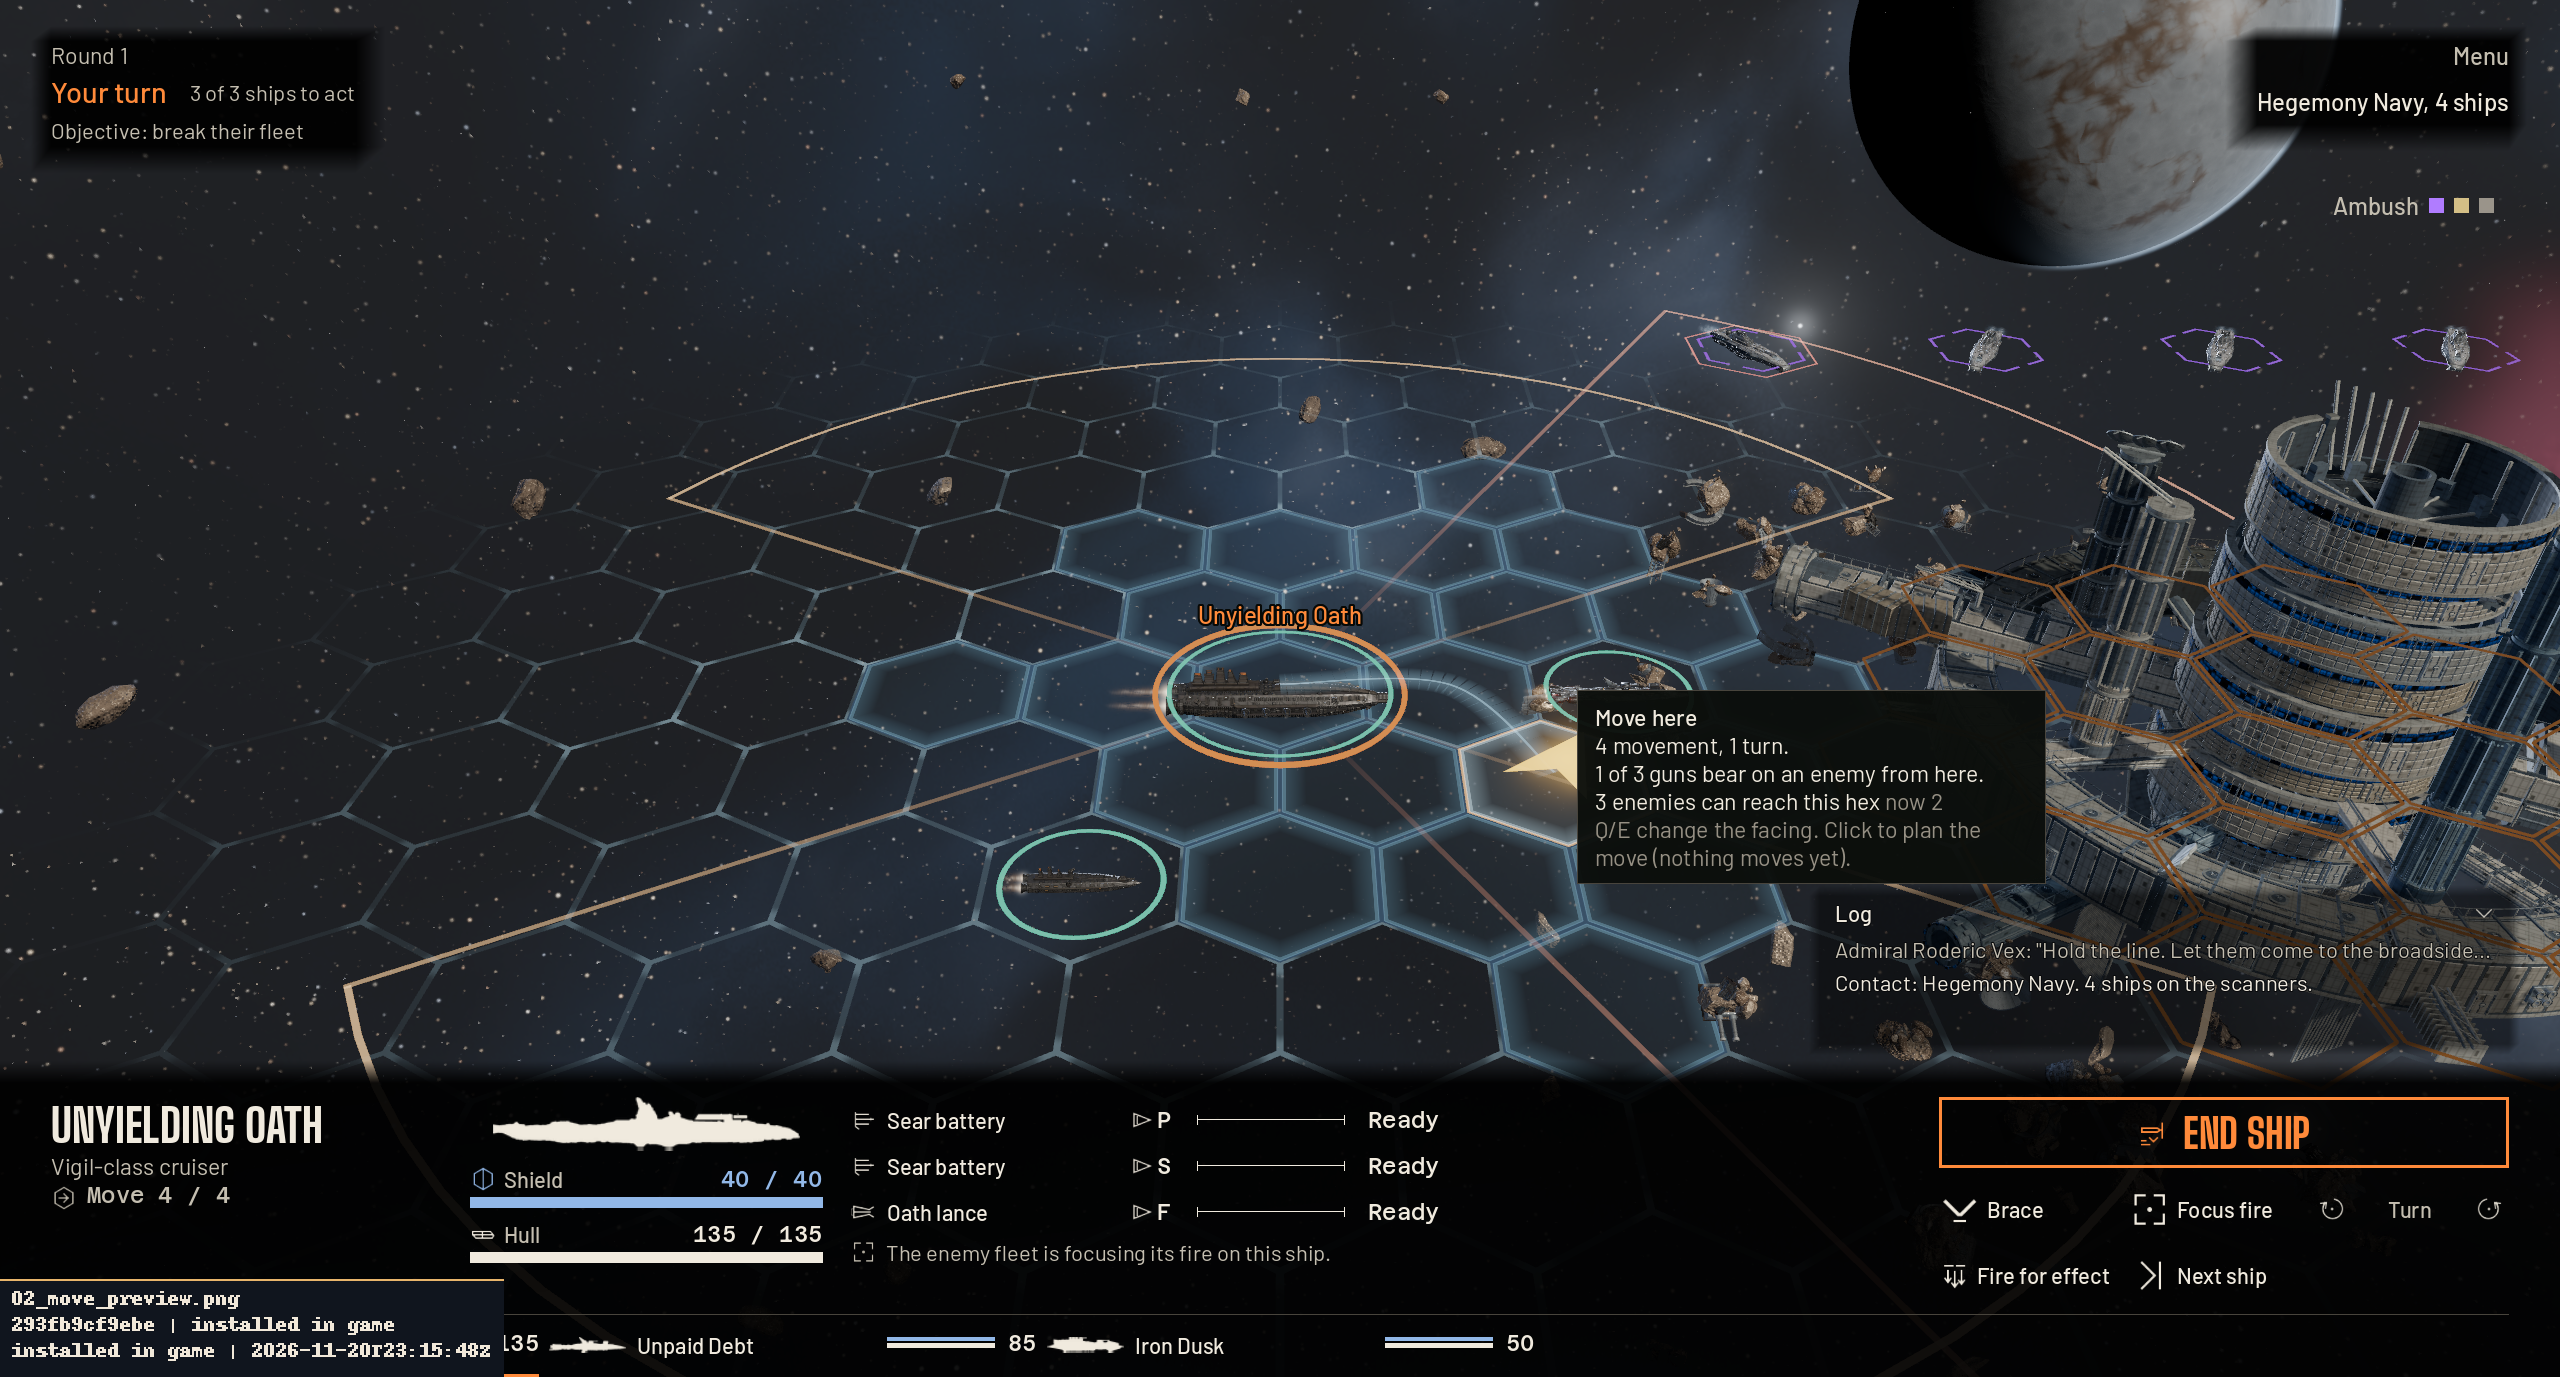 Round 1
Your turn 3 of 3 ships to act
Objective: break their fleet
Menu
Hegemony Navy, 4 ships
Ambush
Unyielding Oath
Move here
4 movement, 1 turn.
1 of 3 guns bear on an enemy from here.
3 enemies can reach this hex now 2
Q/E change the facing. Click to plan the
move (nothing moves yet).
Log
Admiral Roderic Vex: "Hold the line. Let them come to the broadside...
Contact: Hegemony Navy. 4 ships on the scanners.
UNYIELDING OATH
Vigil-class cruiser
Move 4 / 4
Shield 40 / 40
Hull 135 / 135
Sear battery P Ready
Sear battery S Ready
Oath lance F Ready
The enemy fleet is focusing its fire on this ship.
END SHIP
Brace Focus fire Turn
Fire for effect Next ship
02_move_preview.png
293fb9cf9ebe | installed in game
installed in game | 2026-11-20T23:15:48Z
135 Unpaid Debt 85 Iron Dusk 50